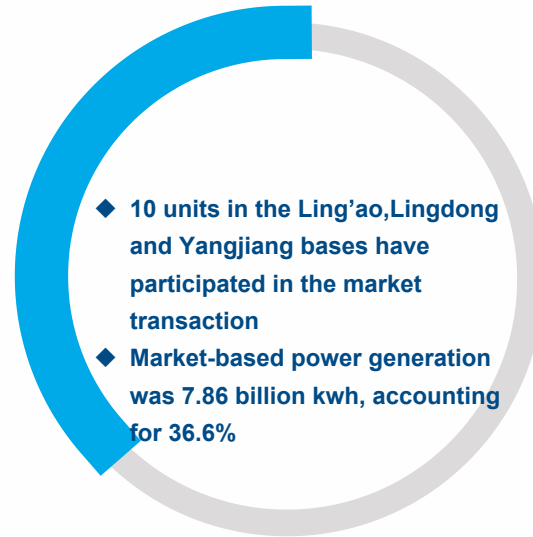 ◆ 10 units in the Ling’ao,Lingdong
and Yangjiang bases have
participated in the market
transaction
◆ Market-based power generation
was 7.86 billion kwh, accounting
for 36.6%